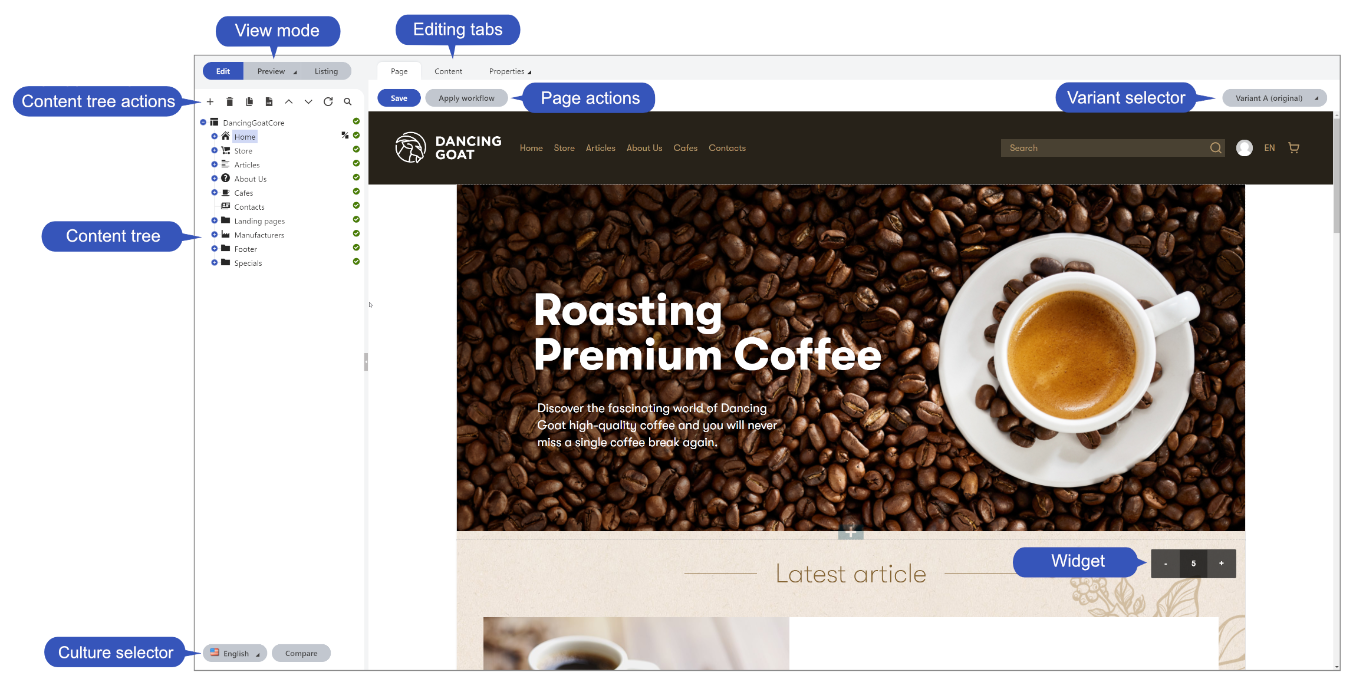 View mode
Editing tabs
Edit
Preview
Listing
Page
Content
Properties
Content tree actions
Save
Apply workflow
Page actions
Variant selector
Variant A (original)
DancingGoatCore
Home
Store
Articles
About Us
Cafes
Contacts
Landing pages
Manufacturers
Footer
Specials
Content tree
DANCING
GOAT
Home Store Articles About Us Cafes Contacts
Search
EN
Roasting
Premium Coffee
Discover the fascinating world of Dancing
Goat high-quality coffee and you will never
miss a single coffee break again.
Latest article
Widget
- 5 +
Culture selector
English
Compare